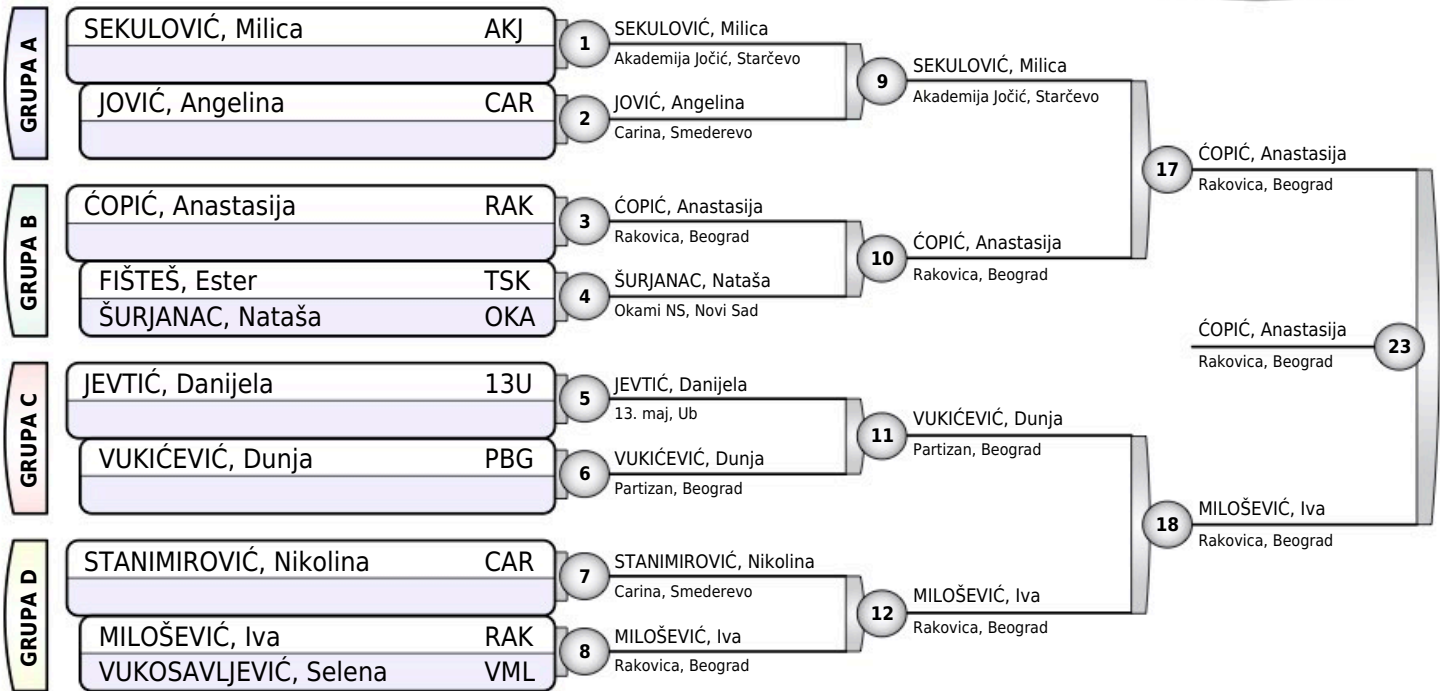 GRUPA A
SEKULOVIĆ, Milica AKJ
JOVIĆ, Angelina CAR
GRUPA B
ĆOPIĆ, Anastasija RAK
FIŠTEŠ, Ester TSK
ŠURJANAC, Nataša OKA
GRUPA C
JEVTIĆ, Danijela 13U
VUKIĆEVIĆ, Dunja PBG
GRUPA D
STANIMIROVIĆ, Nikolina CAR
MILOŠEVIĆ, Iva RAK
VUKOSAVLJEVIĆ, Selena VML
1
SEKULOVIĆ, Milica
Akademija Jočić, Starčevo
2
JOVIĆ, Angelina
Carina, Smederevo
3
ĆOPIĆ, Anastasija
Rakovica, Beograd
4
ŠURJANAC, Nataša
Okami NS, Novi Sad
5
JEVTIĆ, Danijela
13. maj, Ub
6
VUKIĆEVIĆ, Dunja
Partizan, Beograd
7
STANIMIROVIĆ, Nikolina
Carina, Smederevo
8
MILOŠEVIĆ, Iva
Rakovica, Beograd
9
SEKULOVIĆ, Milica
Akademija Jočić, Starčevo
10
ĆOPIĆ, Anastasija
Rakovica, Beograd
11
VUKIĆEVIĆ, Dunja
Partizan, Beograd
12
MILOŠEVIĆ, Iva
Rakovica, Beograd
17
ĆOPIĆ, Anastasija
Rakovica, Beograd
18
MILOŠEVIĆ, Iva
Rakovica, Beograd
ĆOPIĆ, Anastasija
Rakovica, Beograd
23